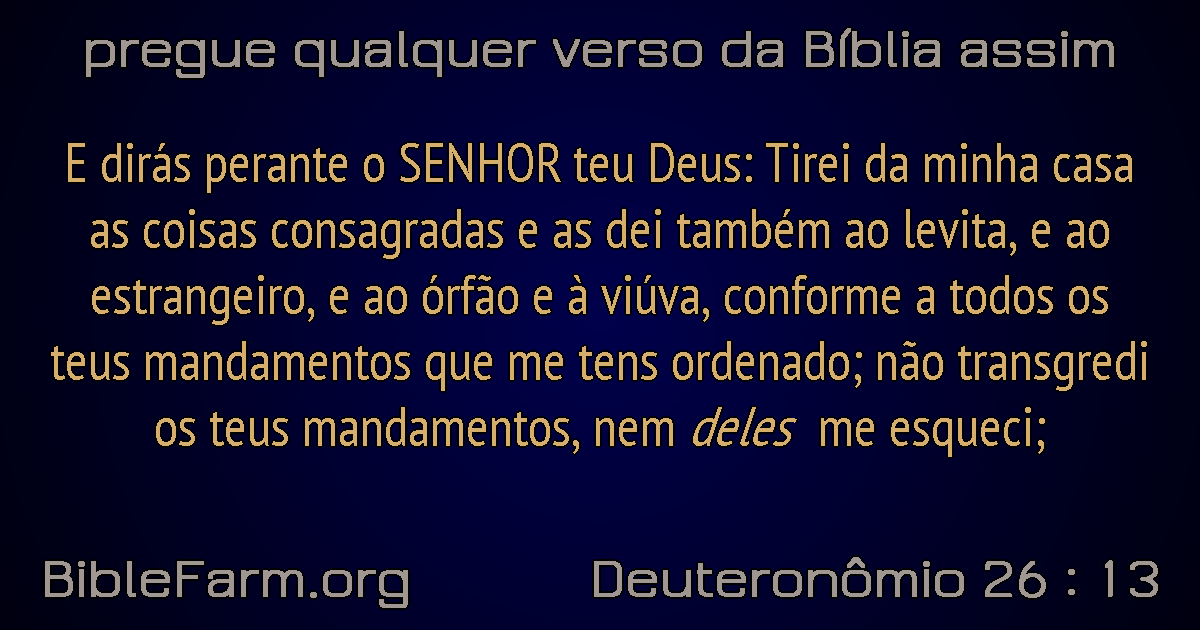 pregue qualquer verso da Bíblia assim
E dirás perante o SENHOR teu Deus: Tirei da minha casa
as coisas consagradas e as dei também ao levita, e ao
estrangeiro, e ao órfão e à viúva, conforme a todos os
teus mandamentos que me tens ordenado; não transgredi
os teus mandamentos, nem deles me esqueci;
BibleFarm.org
Deuteronômio 26 : 13